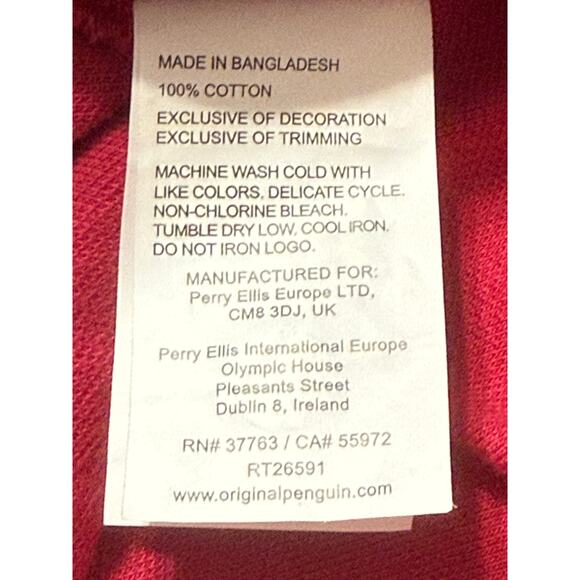 MADE IN BANGLADESH
100% COTTON
EXCLUSIVE OF DECORATION
EXCLUSIVE OF TRIMMING
MACHINE WASH COLD WITH
LIKE COLORS, DELICATE CYCLE.
NON-CHLORINE BLEACH.
TUMBLE DRY LOW, COOL IRON.
DO NOT IRON LOGO.
MANUFACTURED FOR:
Perry Ellis Europe LTD,
CM8 3DJ, UK
Perry Ellis International Europe
Olympic House
Pleasants Street
Dublin 8, Ireland
RN# 37763 / CA# 55972
RT26591
www.originalpenguin.com